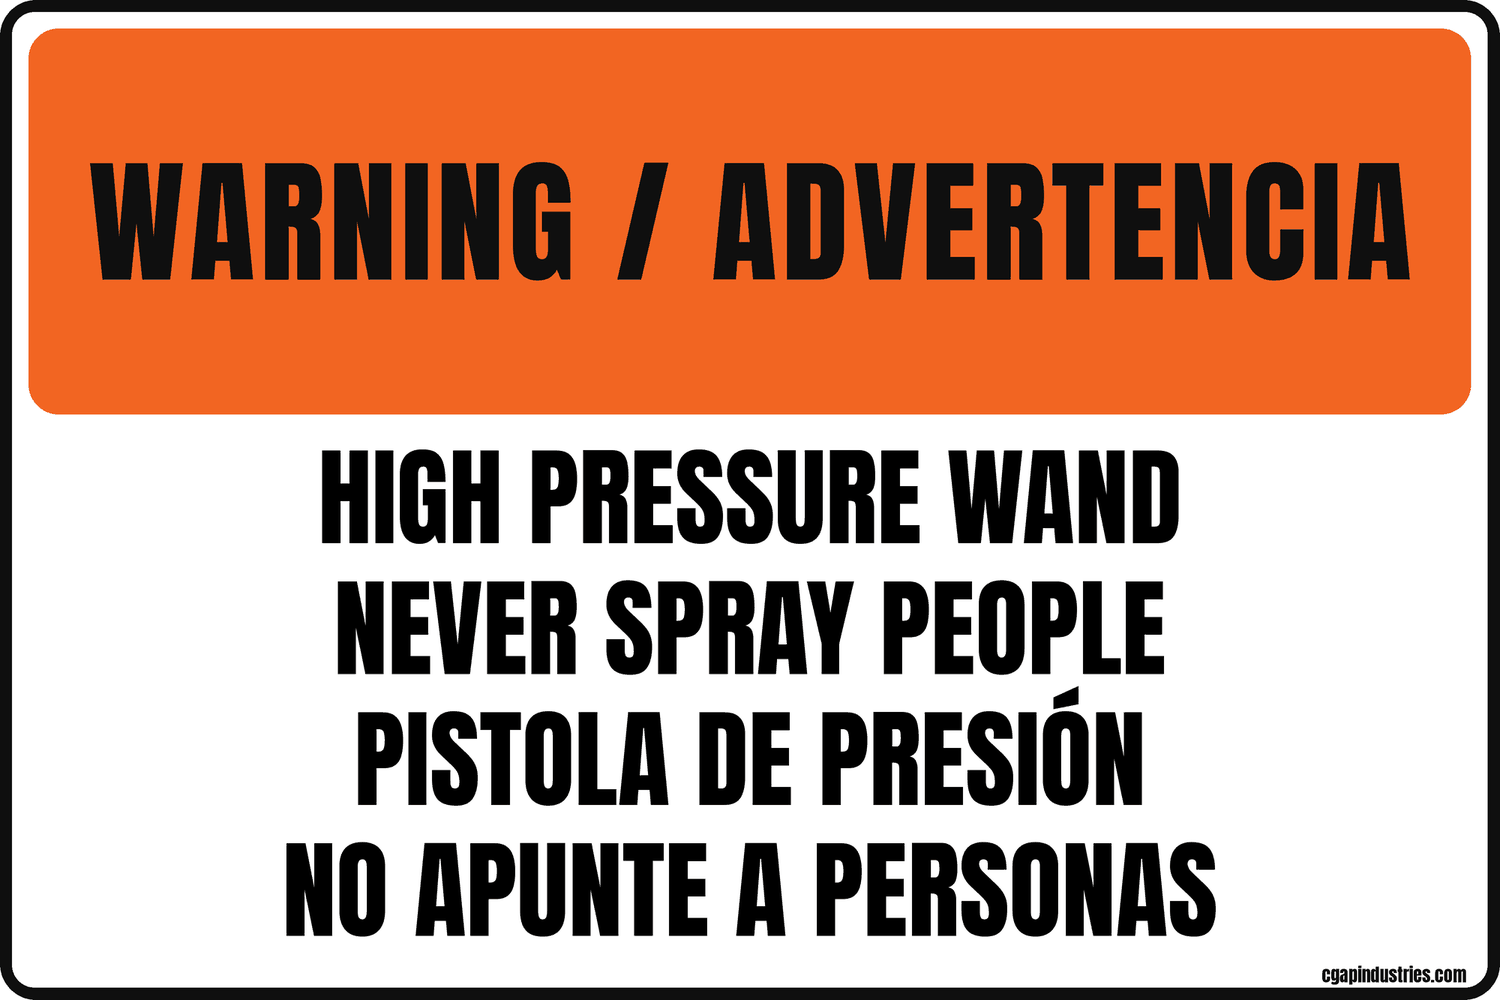 WARNING / ADVERTENCIA
HIGH PRESSURE WAND
NEVER SPRAY PEOPLE
PISTOLA DE PRESIÓN
NO APUNTE A PERSONAS
cgapindustries.com